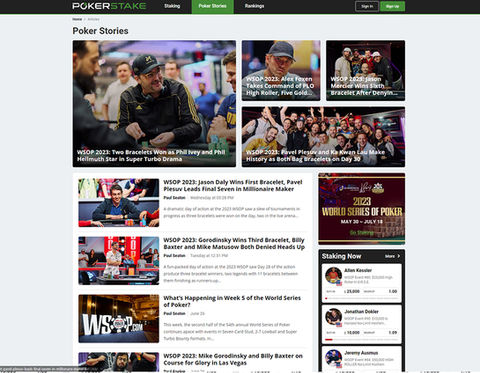 POKERSTAKE
Staking
Poker Stories
Rankings
Sign In
Sign Up
Home
Articles
Poker Stories
WSOP 2023: Two Bracelets Won as Phil Ivey and Phil
Hellmuth Star in Super Turbo Drama
WSOP 2023: Alex Foxen
Takes Command of PLO
High Roller, Five Gold...
WSOP 2023: Jason
Mercier Wins Sixth
Bracelet After Denyin...
WSOP 2023: Pavel Plesuv and Ka Kwan Lau Make
History as Both Bag Bracelets on Day 30
WSOP 2023: Jason Daly Wins First Bracelet, Pavel
Plesuv Leads Final Seven in Millionaire Maker
Paul Seaton
Wednesday at 05:28 PM
A dramatic day of action at the 2023 WSOP saw a slew of tournaments in
progress as three bracelets were won on the day, two in the live arena...
WSOP 2023: Gorodinsky Wins Third Bracelet, Billy
Baxter and Mike Matusow Both Denied Heads Up
Paul Seaton
Tuesday at 12:31 PM
A fun-packed day of action at the 2023 WSOP saw Day 28 of the action
produce three bracelet winners, two legends with 11 bracelets between
them finishing as runners-up...
What's Happening in Week 5 of the World Series
of Poker?
Paul Seaton
June 26
This week, the second half of the 54th annual World Series of Poker
continues apace with events in Seven Card Stud, 2-7 Lowball and Super
Turbo Bounty formats. In...
WSOP.COM
WSOP 2023: Mike Gorodinsky and Billy Baxter on
Course for Glory in Las Vegas
2023
WORLD SERIES OF POKER
MAY 30 – JULY 18
Go Staking
Staking Now
More
Allen Kessler
25,000
1.00
Jonathan Dokler
10,000
1.09
Jeremy Ausmus